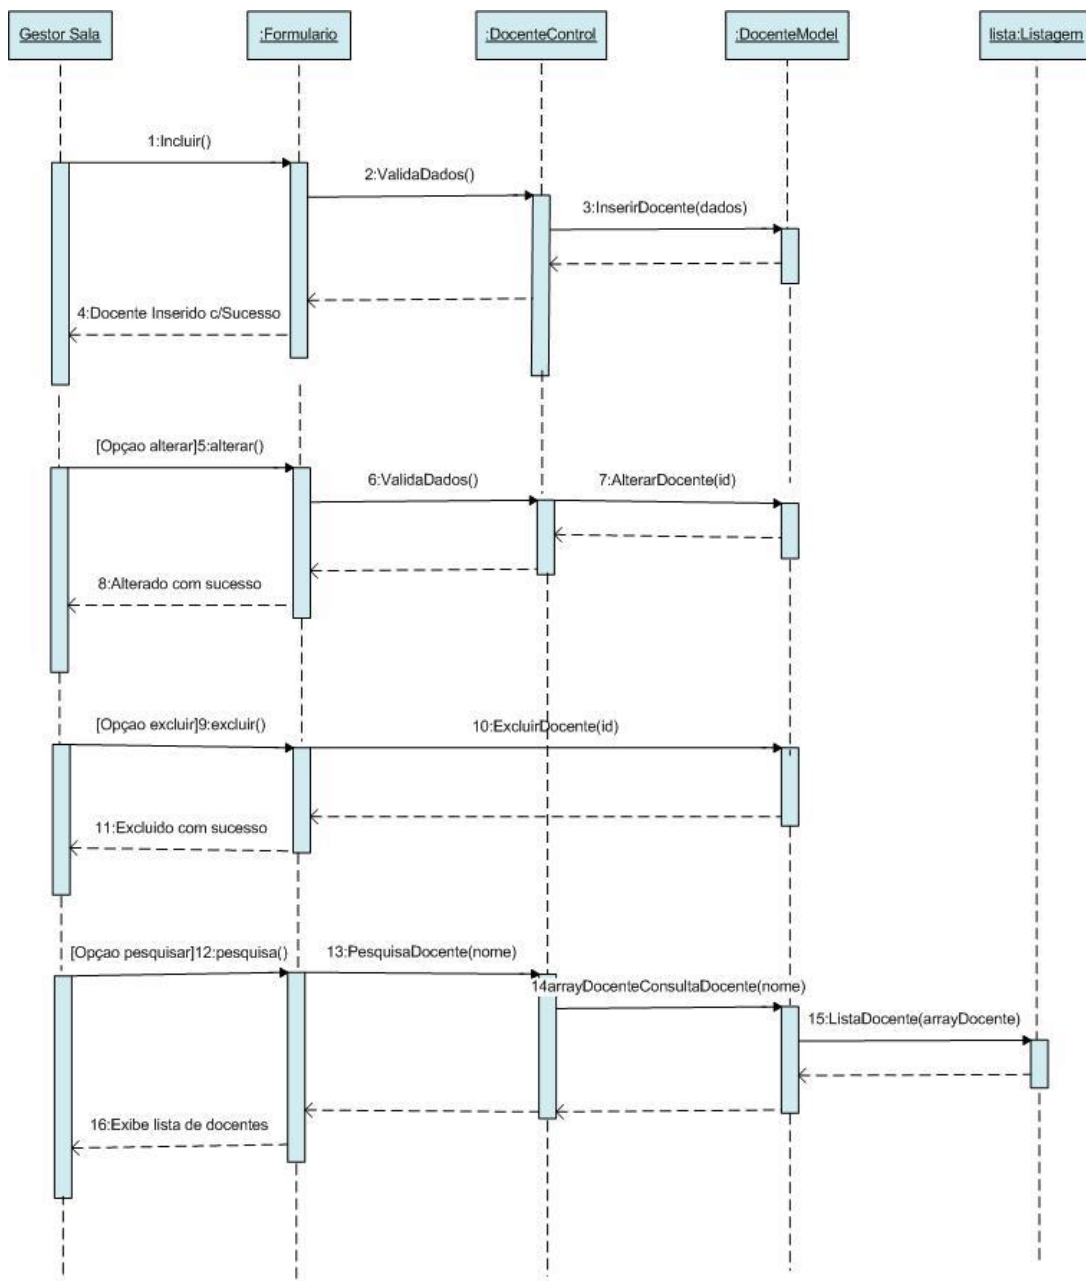 Gestor Sala
:Formulario
:DocenteControl
:DocenteModel
lista:Listagem
1:Incluir()
2:ValidaDados()
3:InserirDocente(dados)
4:Docente Inserido c/Sucesso
[Opçao alterar]5:alterar()
6:ValidaDados()
7:AlterarDocente(id)
8:Alterado com sucesso
[Opçao excluir]9:excluir()
10:ExcluirDocente(id)
11:Excluido com sucesso
[Opçao pesquisar]12:pesquisa()
13:PesquisaDocente(nome)
14arrayDocenteConsultaDocente(nome)
15:ListaDocente(arrayDocente)
16:Exibe lista de docentes